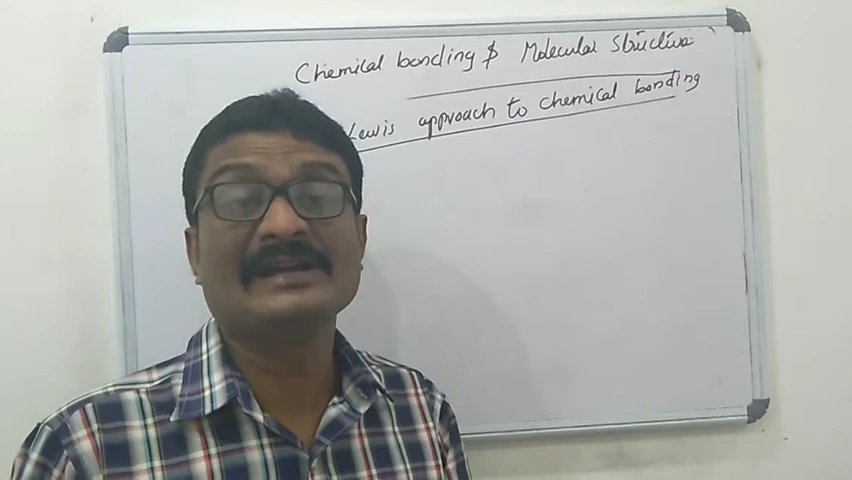 Chemical bonding & Molecular Structure
Lewis approach to chemical bonding